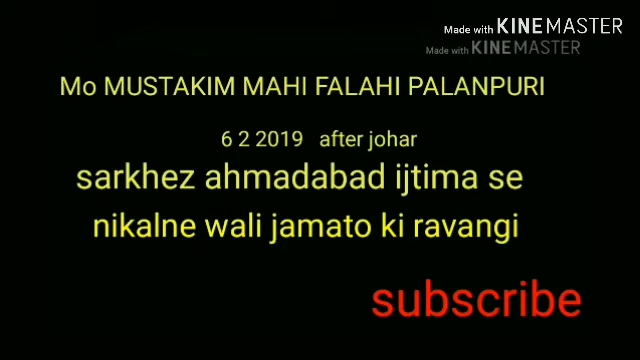 Made with KINEMASTER
Made with KINEMASTER
Mo MUSTAKIM MAHI FALAHI PALANPURI
6 2 2019 after johar
sarkhez ahmadabad ijtima se
nikalne wali jamato ki ravangi
subscribe